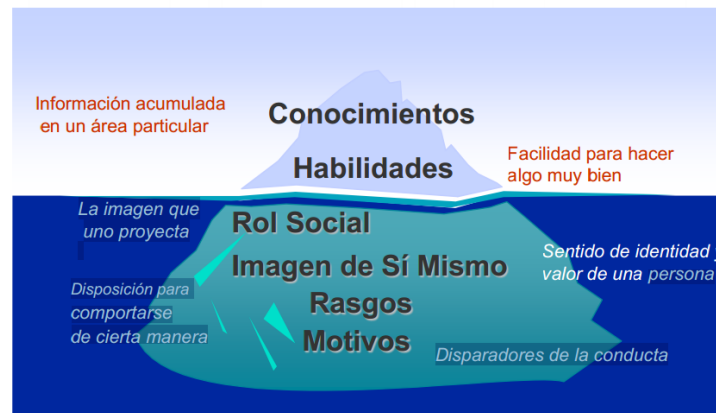 Información acumulada
en un área particular
Conocimientos
Habilidades
Facilidad para hacer
algo muy bien
La imagen que
uno proyecta
Rol Social
Imagen de Sí Mismo
Sentido de identidad y
valor de una persona
Disposición para
comportarse
de cierta manera
Rasgos
Motivos
Disparadores de la conducta